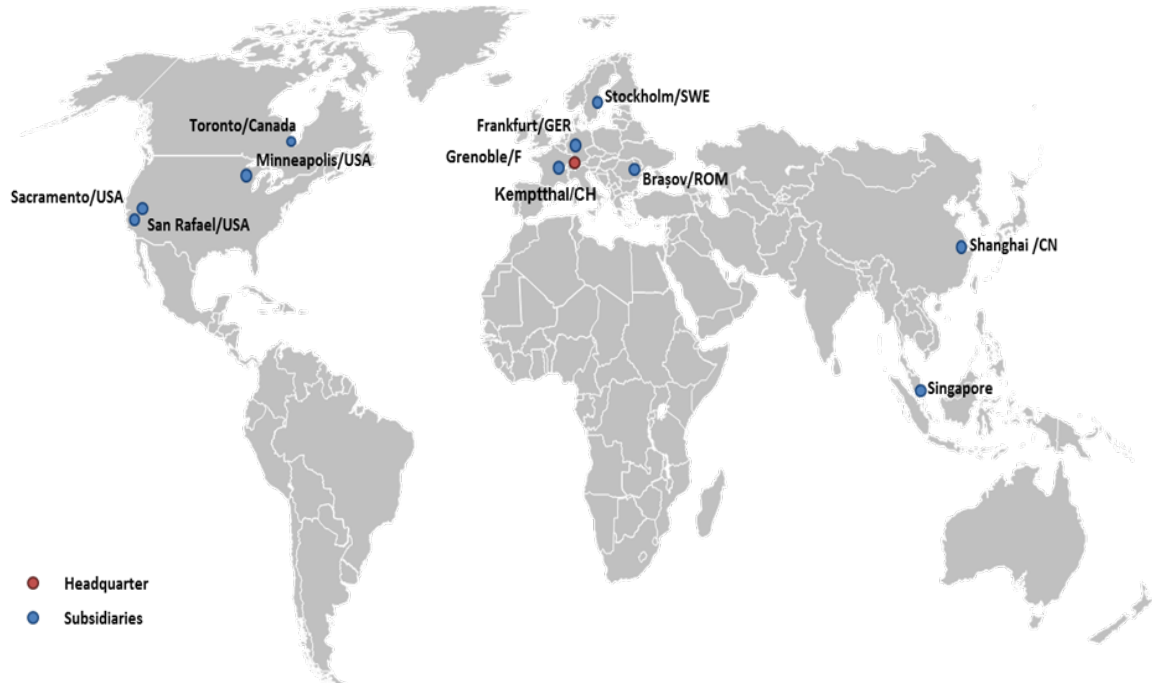 Stockholm/SWE
Toronto/Canada
Frankfurt/GER
Minneapolis/USA
Grenoble/F
Brașov/ROM
Kemptthal/CH
Sacramento/USA
San Rafael/USA
Shanghai /CN
Singapore
Headquarter
Subsidiaries